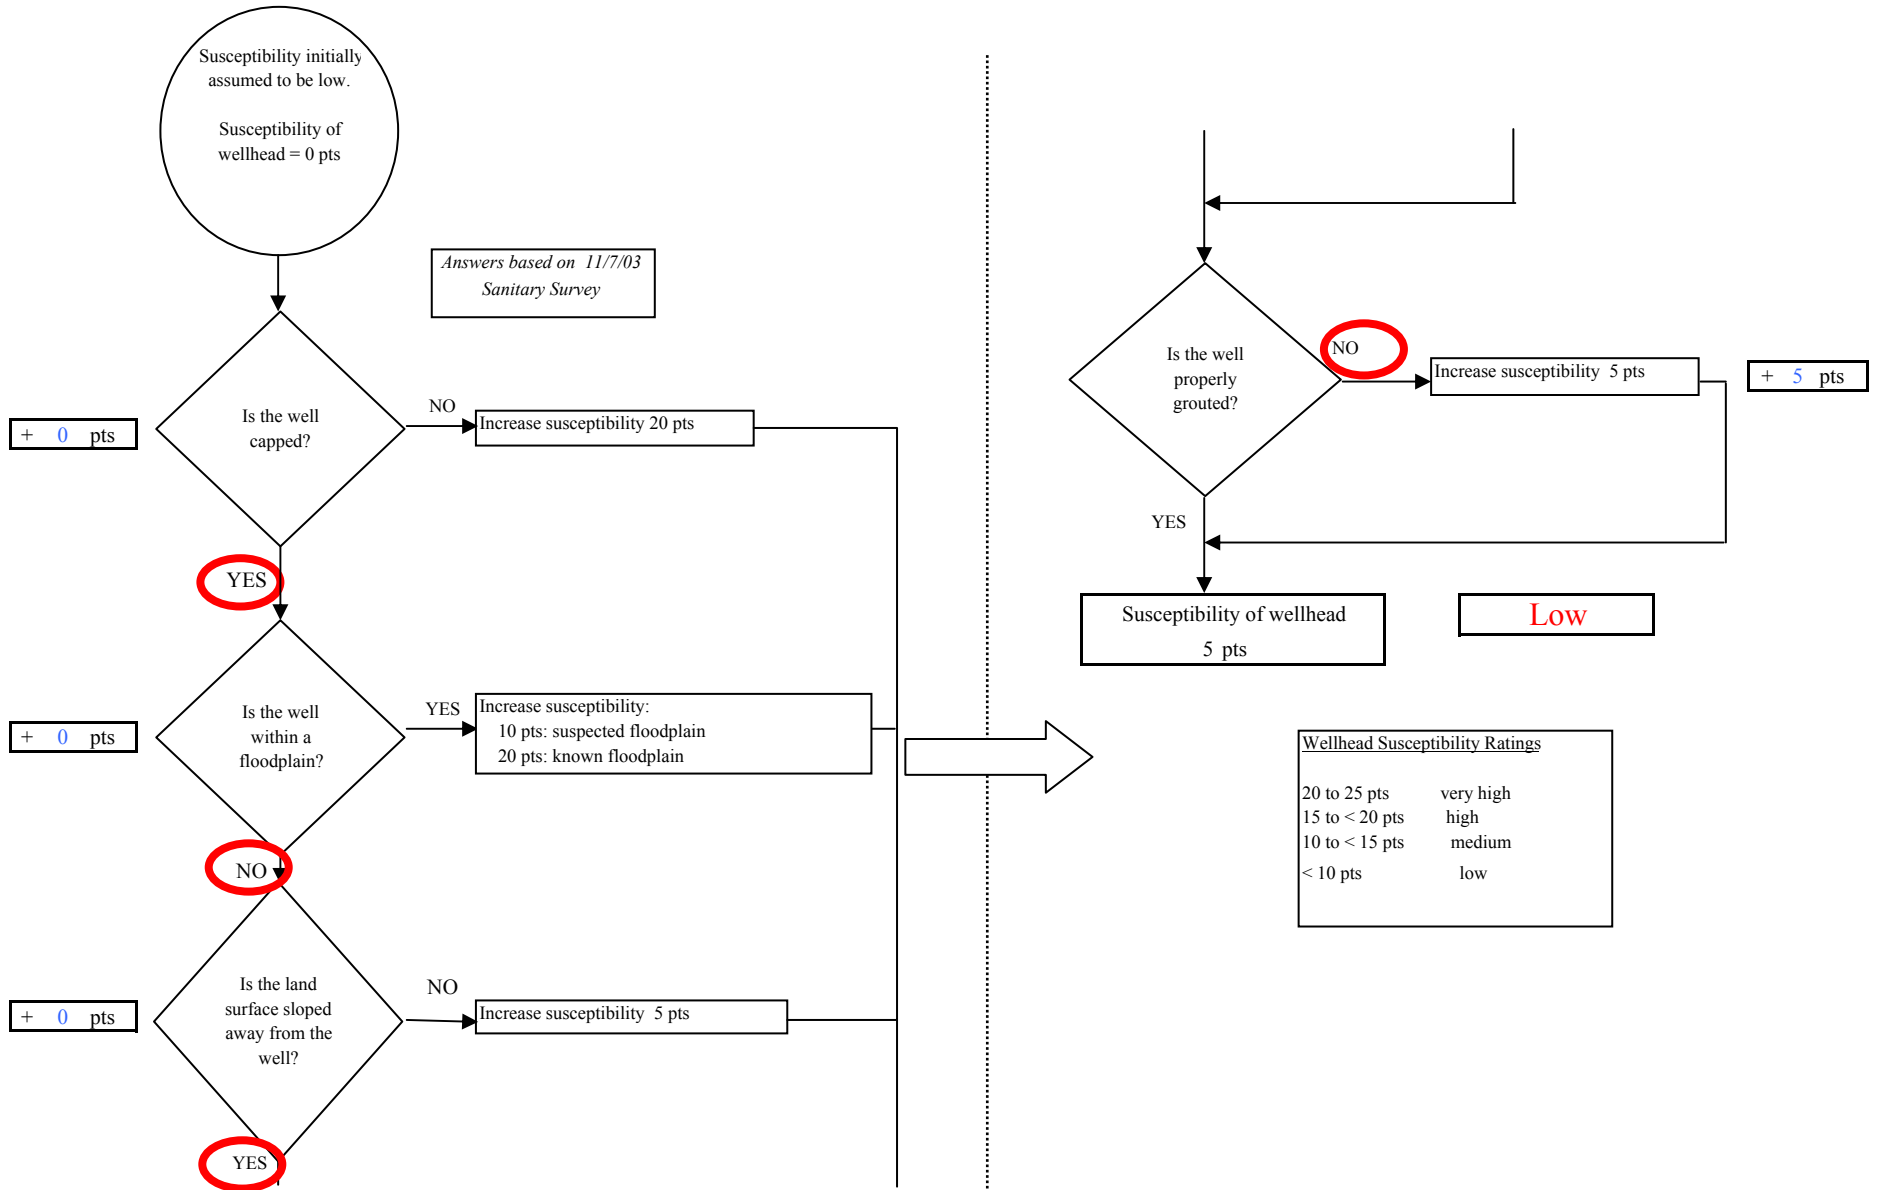 Susceptibility initially
assumed to be low.
Susceptibility of
wellhead = 0 pts
Answers based on 11/7/03
Sanitary Survey
Is the well
capped?
NO
Increase susceptibility 20 pts
+ 0 pts
YES
Is the well
within a
floodplain?
YES
Increase susceptibility:
10 pts: suspected floodplain
20 pts: known floodplain
+ 0 pts
NO
Is the land
surface sloped
away from the
well?
NO
Increase susceptibility 5 pts
+ 0 pts
YES
Is the well
properly
grouted?
NO
Increase susceptibility 5 pts
+ 5 pts
YES
Susceptibility of wellhead
5 pts
Low
Wellhead Susceptibility Ratings
20 to 25 pts very high
15 to < 20 pts high
10 to < 15 pts medium
< 10 pts low